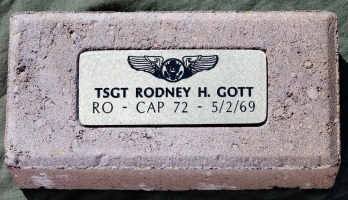 TSGT RODNEY H. GOTT
RO - CAP 72 - 5/2/69